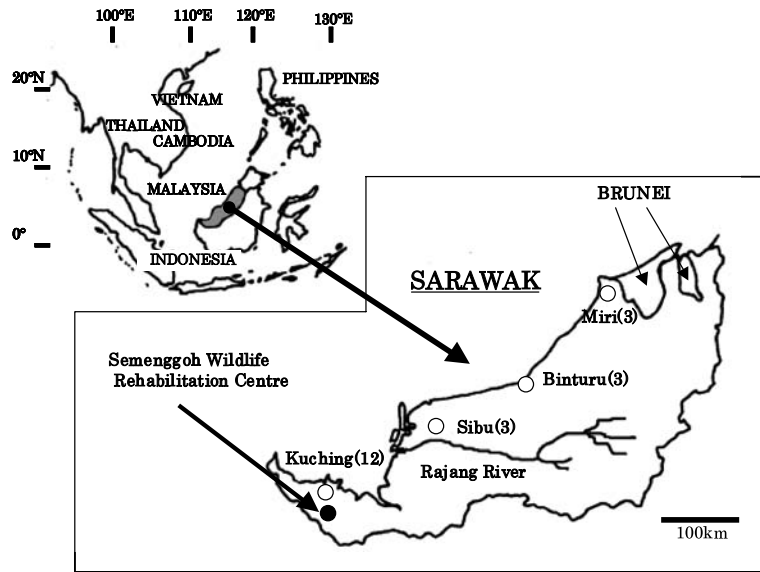 100°E 110°E 120°E 130°E
20°N
10°N
0°
PHILIPPINES
VIETNAM
THAILAND
CAMBODIA
MALAYSIA
INDONESIA
BRUNEI
SARAWAK
Miri(3)
Semenggoh Wildlife
Rehabilitation Centre
Binturu(3)
Sibu(3)
Kuching(12)
Rajang River
100km